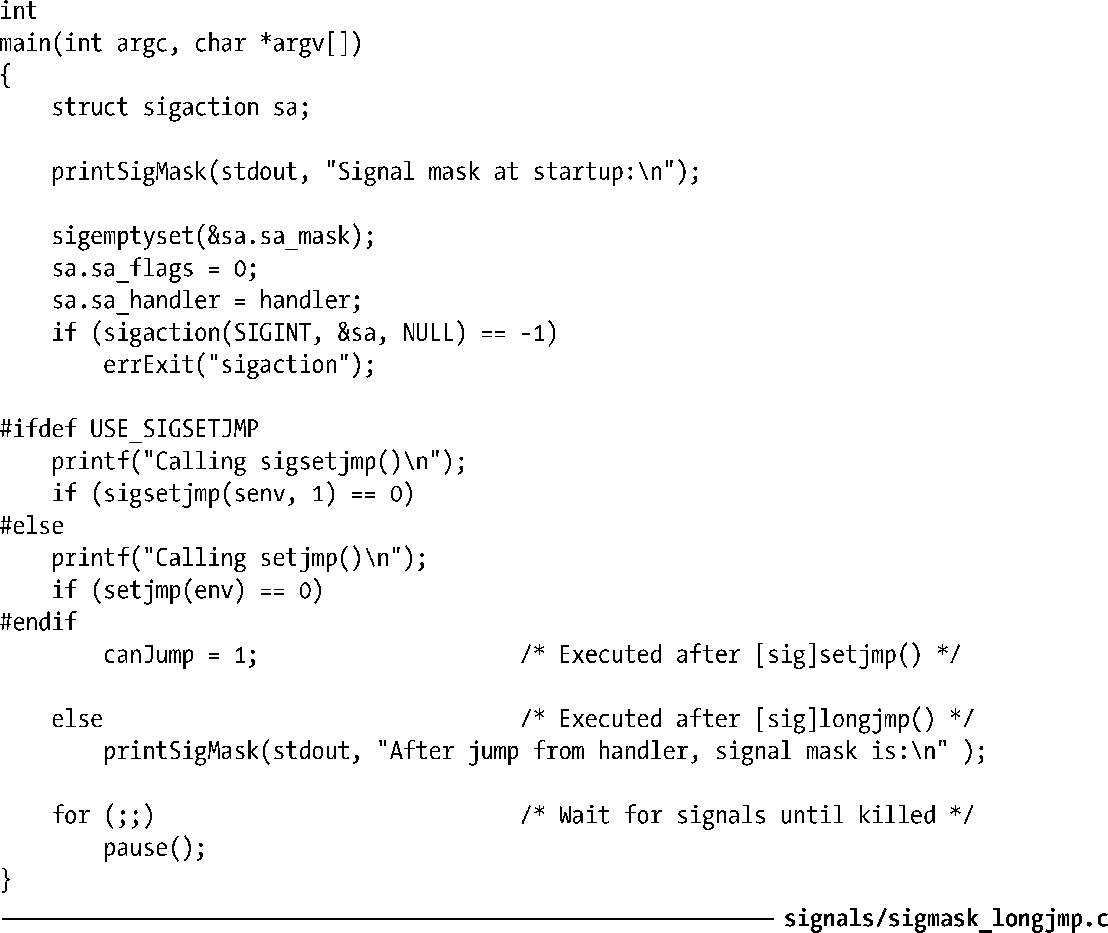 int
main(int argc, char *argv[])
{
    struct sigaction sa;

    printSigMask(stdout, "Signal mask at startup:\n");

    sigemptyset(&sa.sa_mask);
    sa.sa_flags = 0;
    sa.sa_handler = handler;
    if (sigaction(SIGINT, &sa, NULL) == -1)
        errExit("sigaction");

#ifdef USE_SIGSETJMP
    printf("Calling sigsetjmp()\n");
    if (sigsetjmp(senv, 1) == 0)
#else
    printf("Calling setjmp()\n");
    if (setjmp(env) == 0)
#endif
        canJump = 1;                    /* Executed after [sig]setjmp() */

    else                                /* Executed after [sig]longjmp() */
        printSigMask(stdout, "After jump from handler, signal mask is:\n" );

    for (;;)                            /* Wait for signals until killed */
        pause();
}
signals/sigmask_longjmp.c